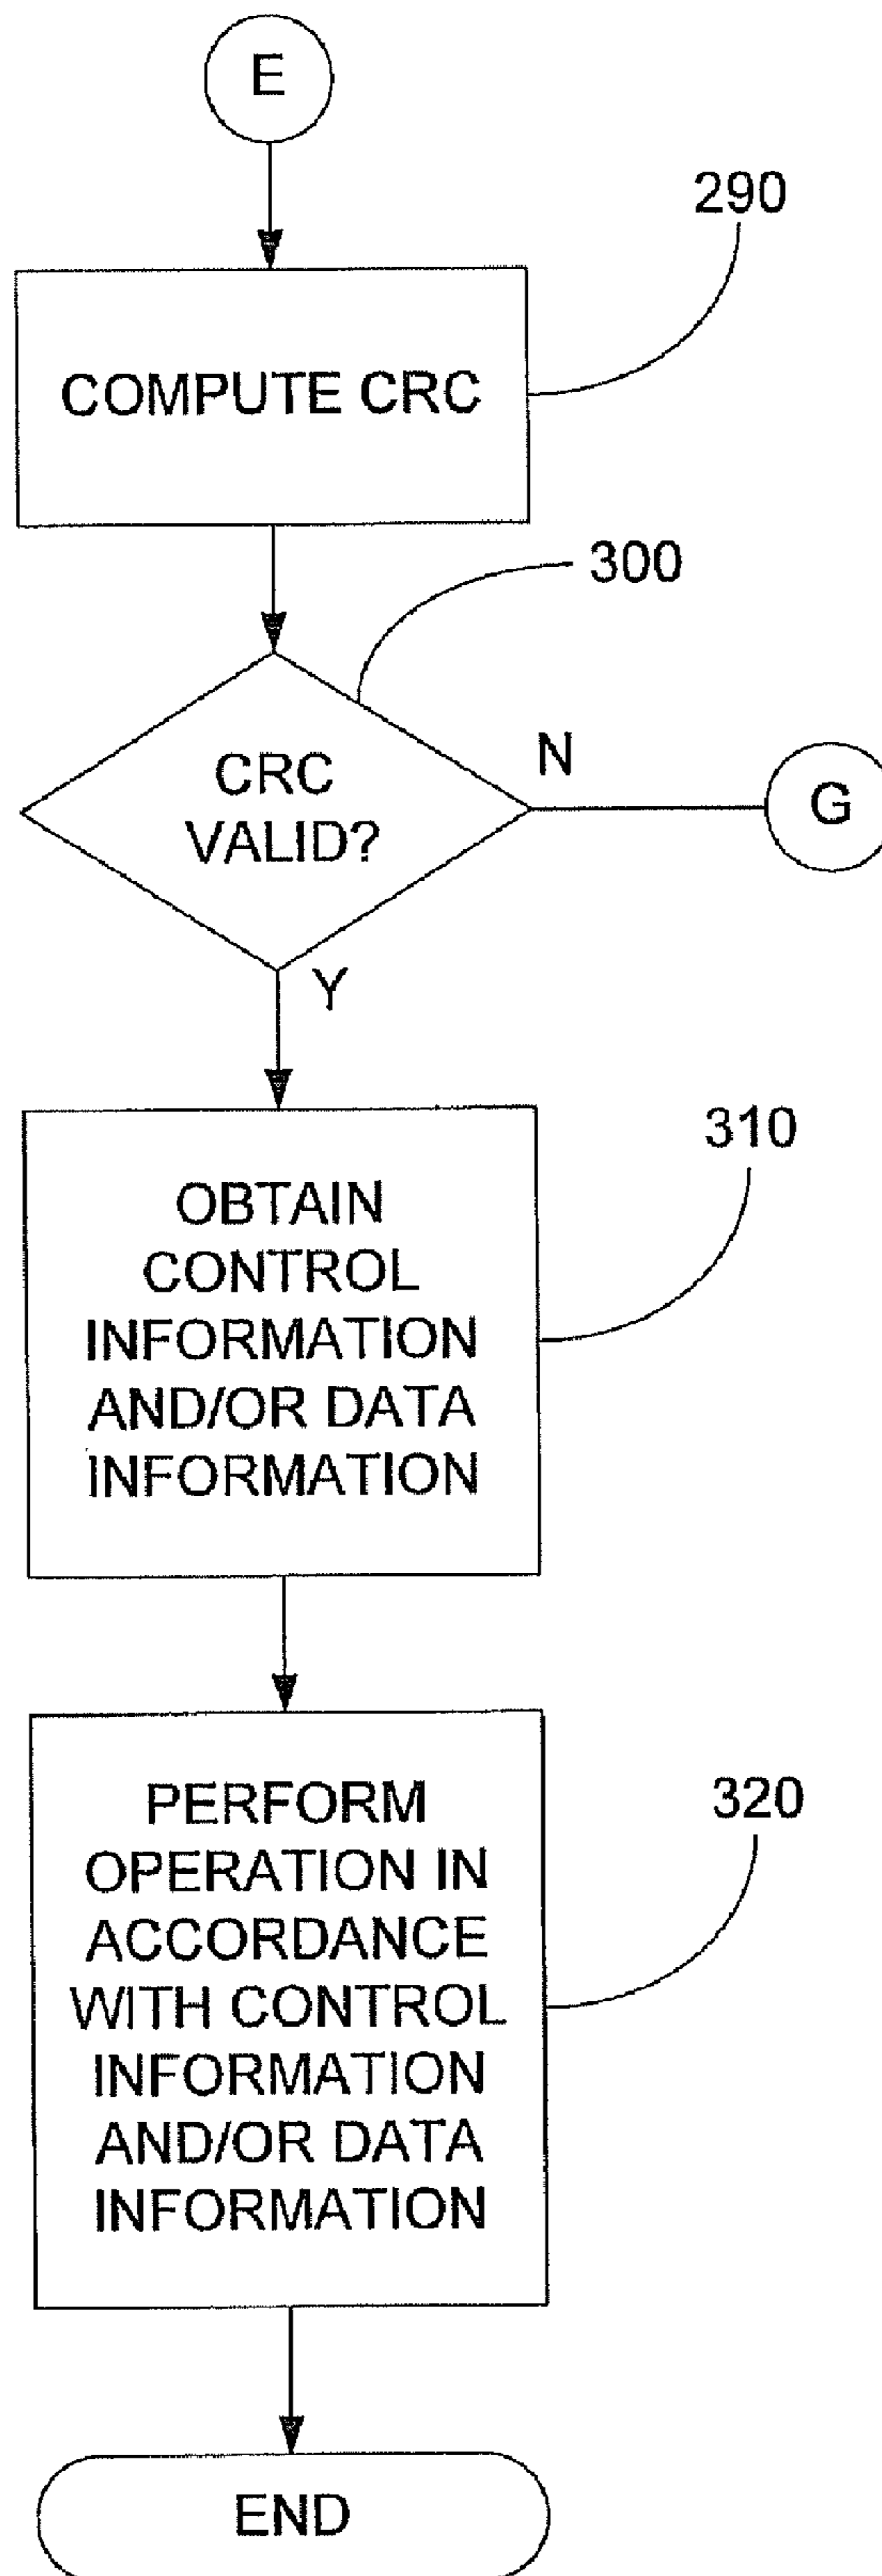 E
290
COMPUTE CRC
300
CRC
VALID?
N
G
Y
310
OBTAIN
CONTROL
INFORMATION
AND/OR DATA
INFORMATION
320
PERFORM
OPERATION IN
ACCORDANCE
WITH CONTROL
INFORMATION
AND/OR DATA
INFORMATION
END